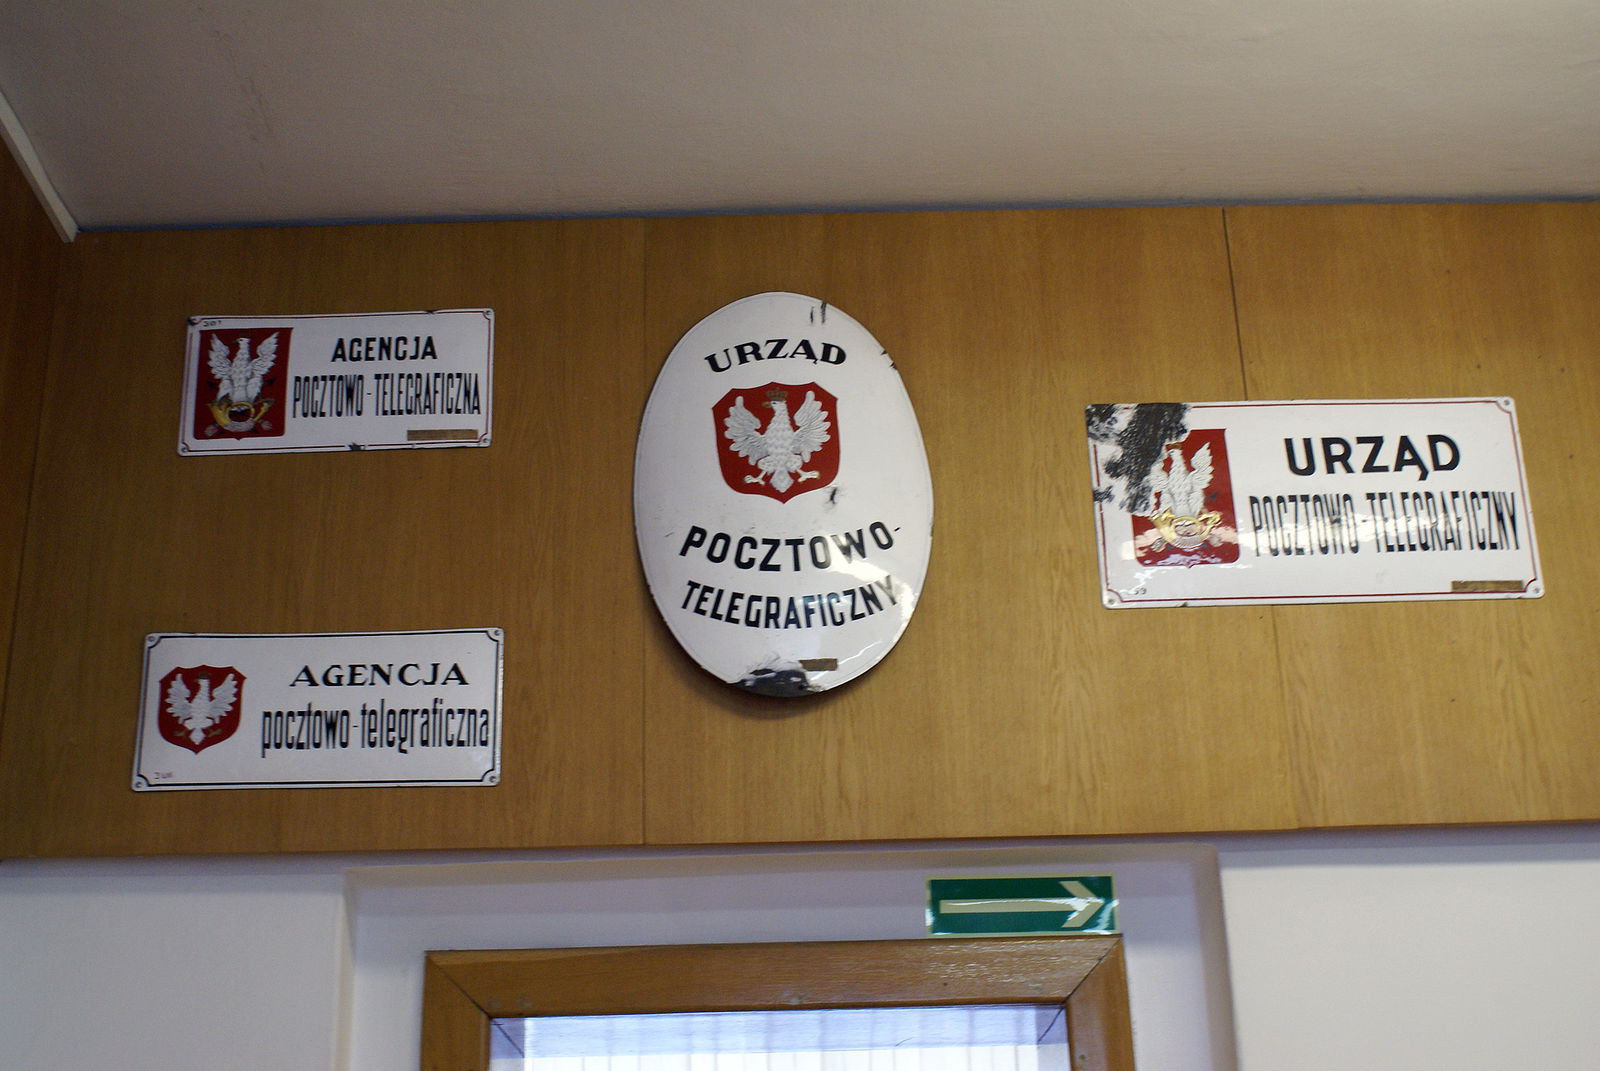 AGENCJA
POCZTOWO-TELEGRAFICZNA
URZĄD
POCZTOWO-
TELEGRAFICZNY
URZĄD
POCZTOWO-TELEGRAFICZNY
AGENCJA
pocztowo-telegraficzna